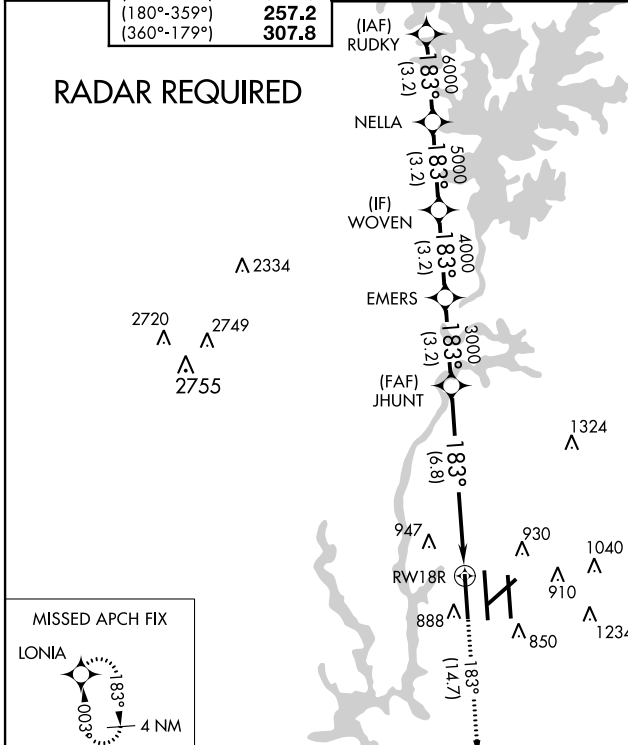 (180°-359°) 257.2
(360°-179°) 307.8
RADAR REQUIRED
(IAF)
RUDKY
6000
183°
(3.2)
NELLA
5000
183°
(3.2)
(IF)
WOVEN
4000
183°
(3.2)
EMERS
3000
183°
(3.2)
(FAF)
JHUNT
183°
(6.8)
2334
2720
2749
2755
1324
947
930
1040
RW18R
910
888
850
1234
183°
(14.7)
MISSED APCH FIX
LONIA
183°
003°
4 NM